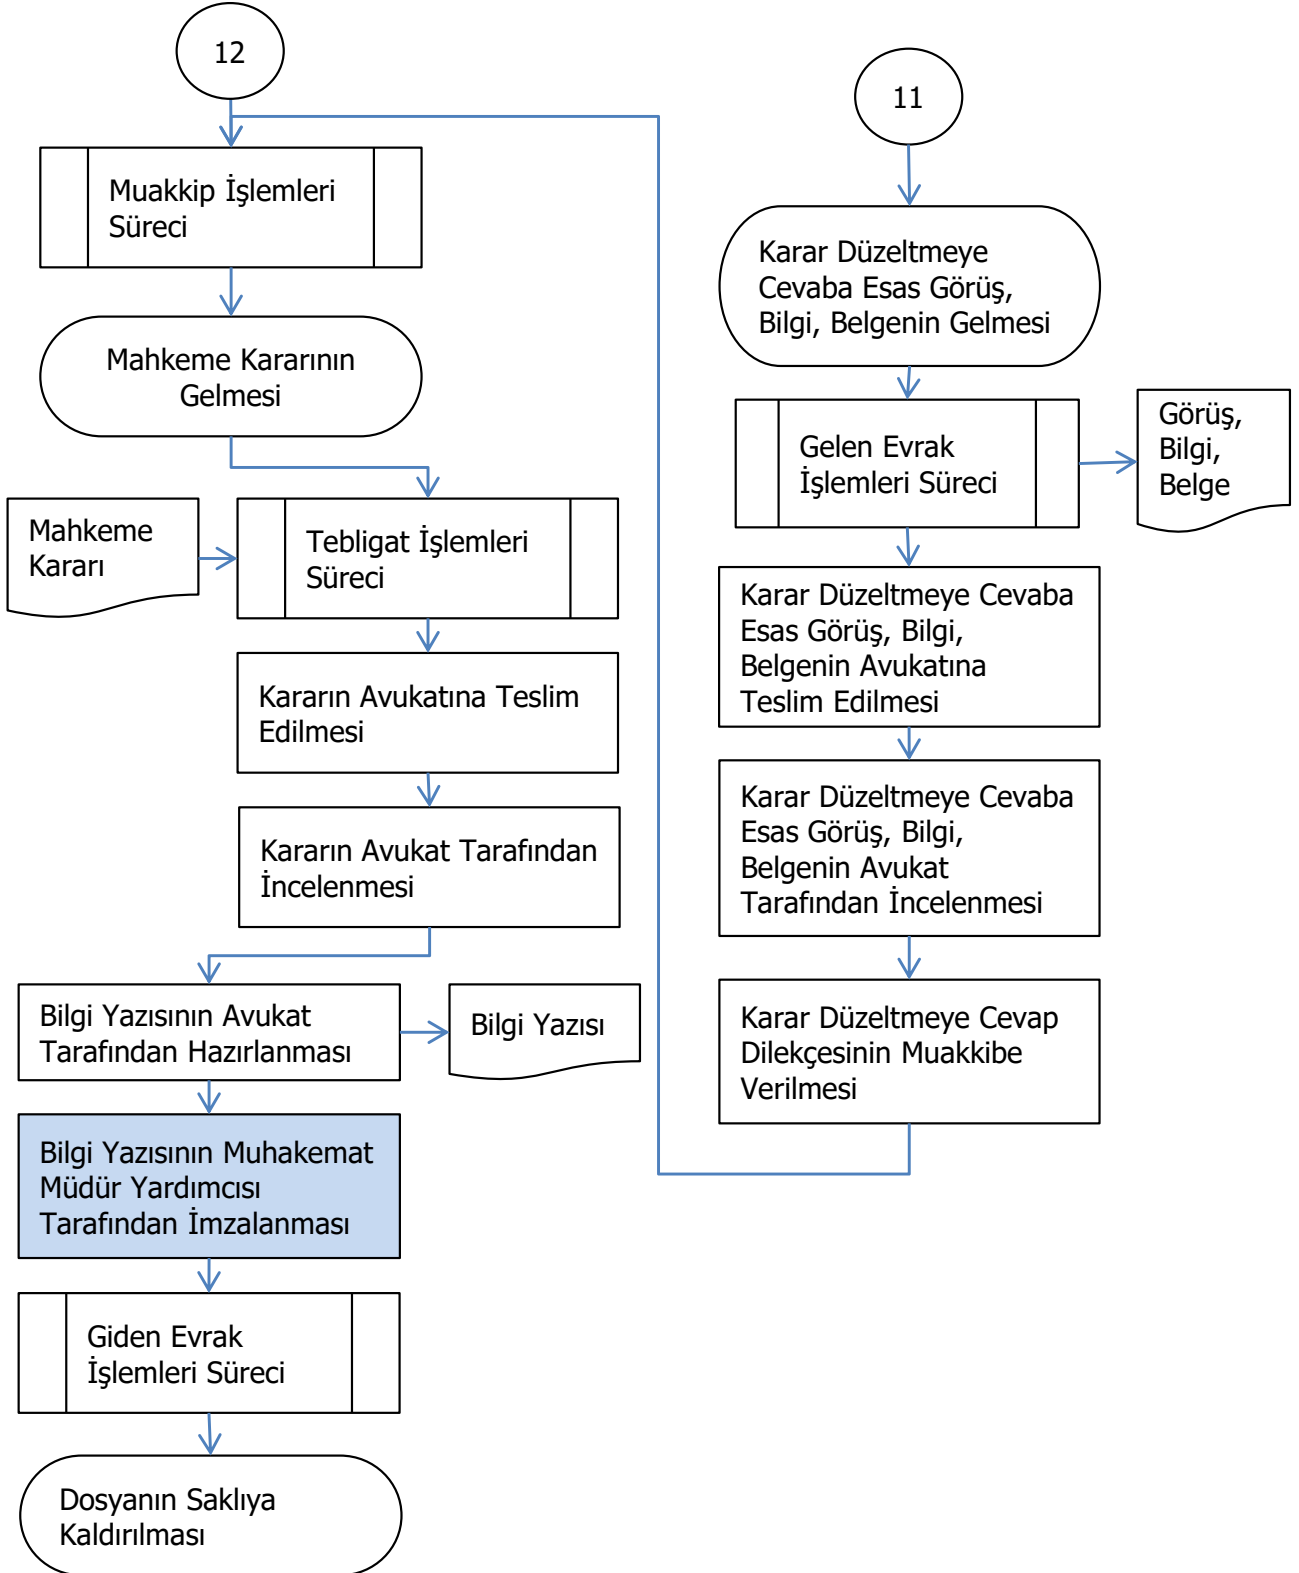 12
Muakkip İşlemleri
Süreci
Mahkeme Kararının
Gelmesi
Mahkeme
Kararı
Tebligat İşlemleri
Süreci
Kararın Avukatına Teslim
Edilmesi
Kararın Avukat Tarafından
İncelenmesi
Bilgi Yazısının Avukat
Tarafından Hazırlanması
Bilgi Yazısı
Bilgi Yazısının Muhakemat
Müdür Yardımcısı
Tarafından İmzalanması
Giden Evrak
İşlemleri Süreci
Dosyanın Saklıya
Kaldırılması
11
Karar Düzeltmeye
Cevaba Esas Görüş,
Bilgi, Belgenin Gelmesi
Gelen Evrak
İşlemleri Süreci
Görüş,
Bilgi,
Belge
Karar Düzeltmeye Cevaba
Esas Görüş, Bilgi,
Belgenin Avukatına
Teslim Edilmesi
Karar Düzeltmeye Cevaba
Esas Görüş, Bilgi,
Belgenin Avukat
Tarafından İncelenmesi
Karar Düzeltmeye Cevap
Dilekçesinin Muakkibe
Verilmesi